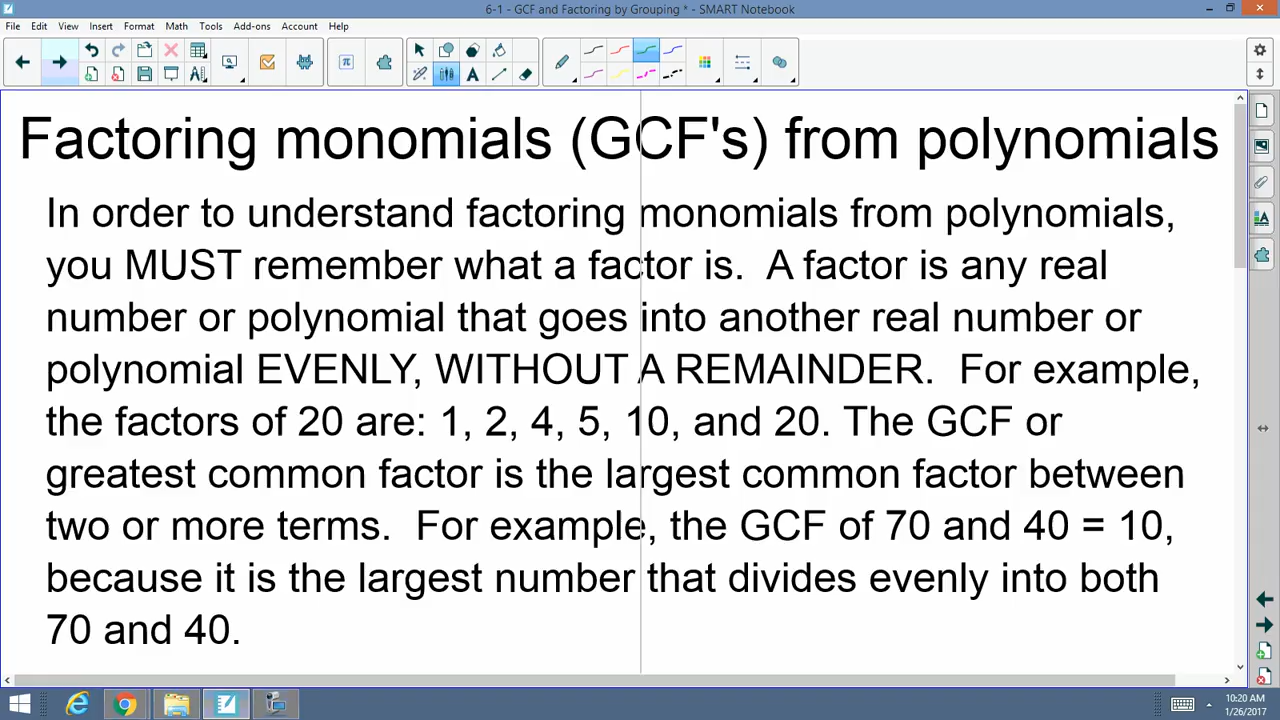 6-1 - GCF and Factoring by Grouping * - SMART Notebook
File Edit View Insert Format Math Tools Add-ons Account Help
Factoring monomials (GCF's) from polynomials
In order to understand factoring monomials from polynomials,
you MUST remember what a factor is.  A factor is any real
number or polynomial that goes into another real number or
polynomial EVENLY, WITHOUT A REMAINDER.  For example,
the factors of 20 are: 1, 2, 4, 5, 10, and 20. The GCF or
greatest common factor is the largest common factor between
two or more terms.  For example, the GCF of 70 and 40 = 10,
because it is the largest number that divides evenly into both
70 and 40.
10:20 AM
1/26/2017